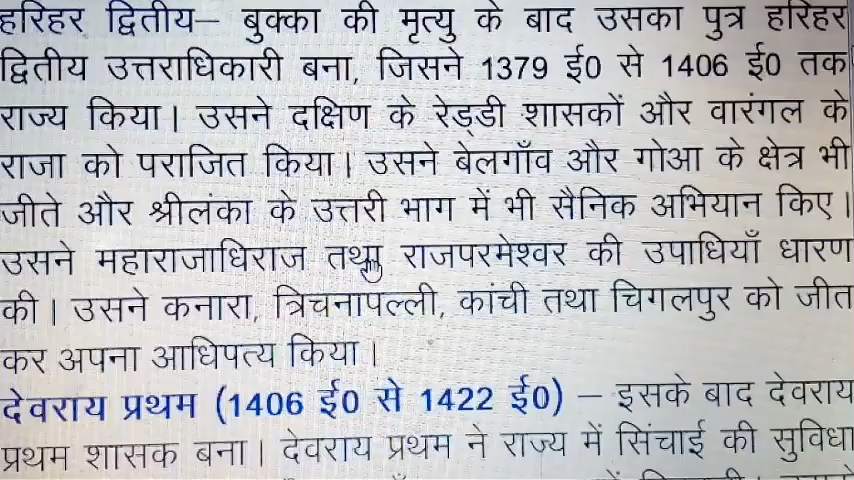 हरिहर द्वितीय– बुक्का की मृत्यु के बाद उसका पुत्र हरिहर
द्वितीय उत्तराधिकारी बना, जिसने 1379 ई0 से 1406 ई0 तक
राज्य किया। उसने दक्षिण के रेड्डी शासकों और वारंगल के
राजा को पराजित किया। उसने बेलगाँव और गोआ के क्षेत्र भी
जीते और श्रीलंका के उत्तरी भाग में भी सैनिक अभियान किए।
उसने महाराजाधिराज तथा राजपरमेश्वर की उपाधियाँ धारण
की। उसने कनारा, त्रिचनापल्ली, कांची तथा चिगलपुर को जीत
कर अपना आधिपत्य किया।
देवराय प्रथम (1406 ई0 से 1422 ई0) – इसके बाद देवराय
प्रथम शासक बना। देवराय प्रथम ने राज्य में सिंचाई की सुविधा